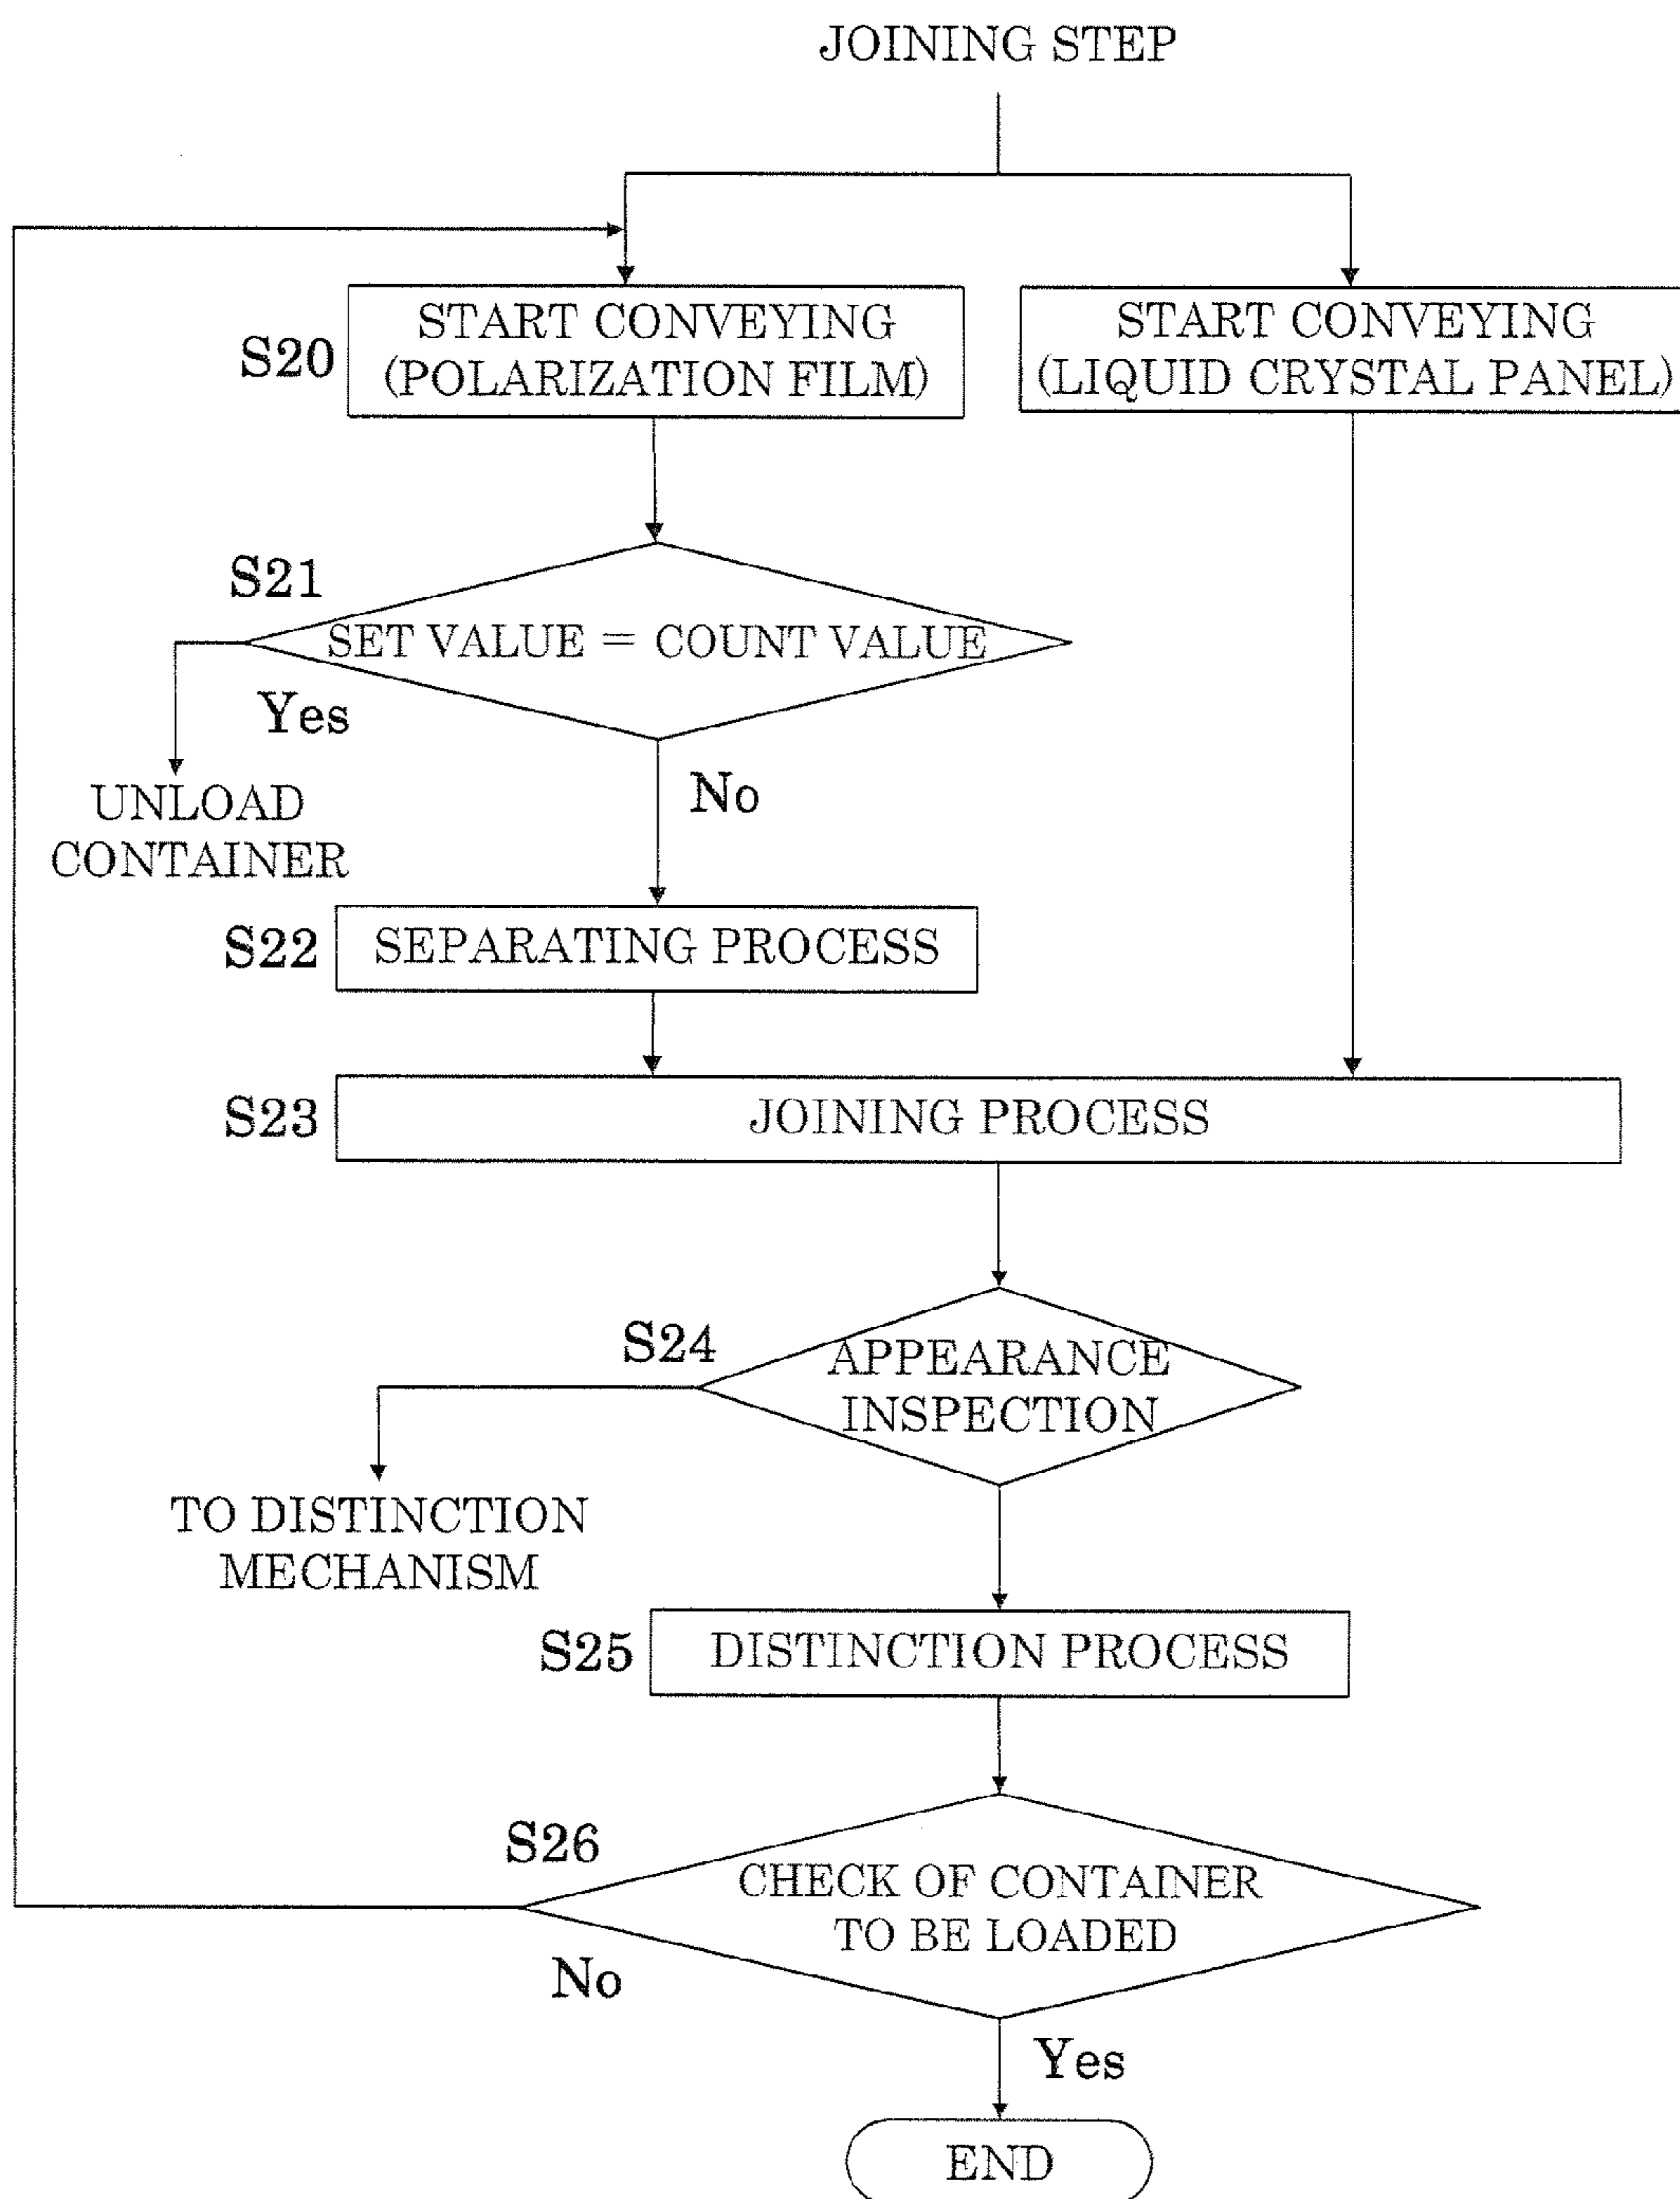 JOINING STEP
S20
START CONVEYING
(POLARIZATION FILM)
START CONVEYING
(LIQUID CRYSTAL PANEL)
S21
SET VALUE = COUNT VALUE
Yes
UNLOAD
CONTAINER
No
S22
SEPARATING PROCESS
S23
JOINING PROCESS
S24
APPEARANCE
INSPECTION
TO DISTINCTION
MECHANISM
S25
DISTINCTION PROCESS
S26
CHECK OF CONTAINER
TO BE LOADED
No
Yes
END